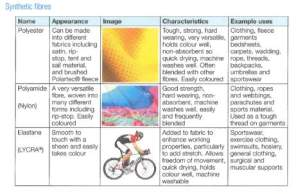 Synthetic fibres
Name Appearance Image Characteristics Example uses
Polyester
Can be made
into different
fabrics including
satin, rip-
stop, tent and
sail material,
and brushed
Polartec® fleece
Tough, strong, hard
wearing, very versatile,
holds colour well,
non-absorbent so
quick drying, machine
washes well. Often
blended with other
fibres. Easily coloured
Clothing, fleece
garments
bedsheets,
carpets, wadding,
rope, threads,
backpacks,
umbrellas and
sportswear
Polyamide
(Nylon)
A very versatile
fibre, woven into
many different
forms including
rip-stop. Easily
coloured
Good strength,
hard wearing, non-
absorbent, machine
washes well, easily
and frequently
blended
Clothing, ropes
and webbings,
parachutes and
sports material.
Used as a tough
thread on garments
Elastane
(LYCRA®)
Smooth to
touch with a
sheen and easily
takes colour
Added to fabric to
enhance working
properties, particularly
to add stretch. Allows
freedom of movement,
quick drying, holds
colour well, machine
washable
Sportswear,
exercise clothing,
swimsuits, hosiery,
general clothing,
surgical and
muscular supports